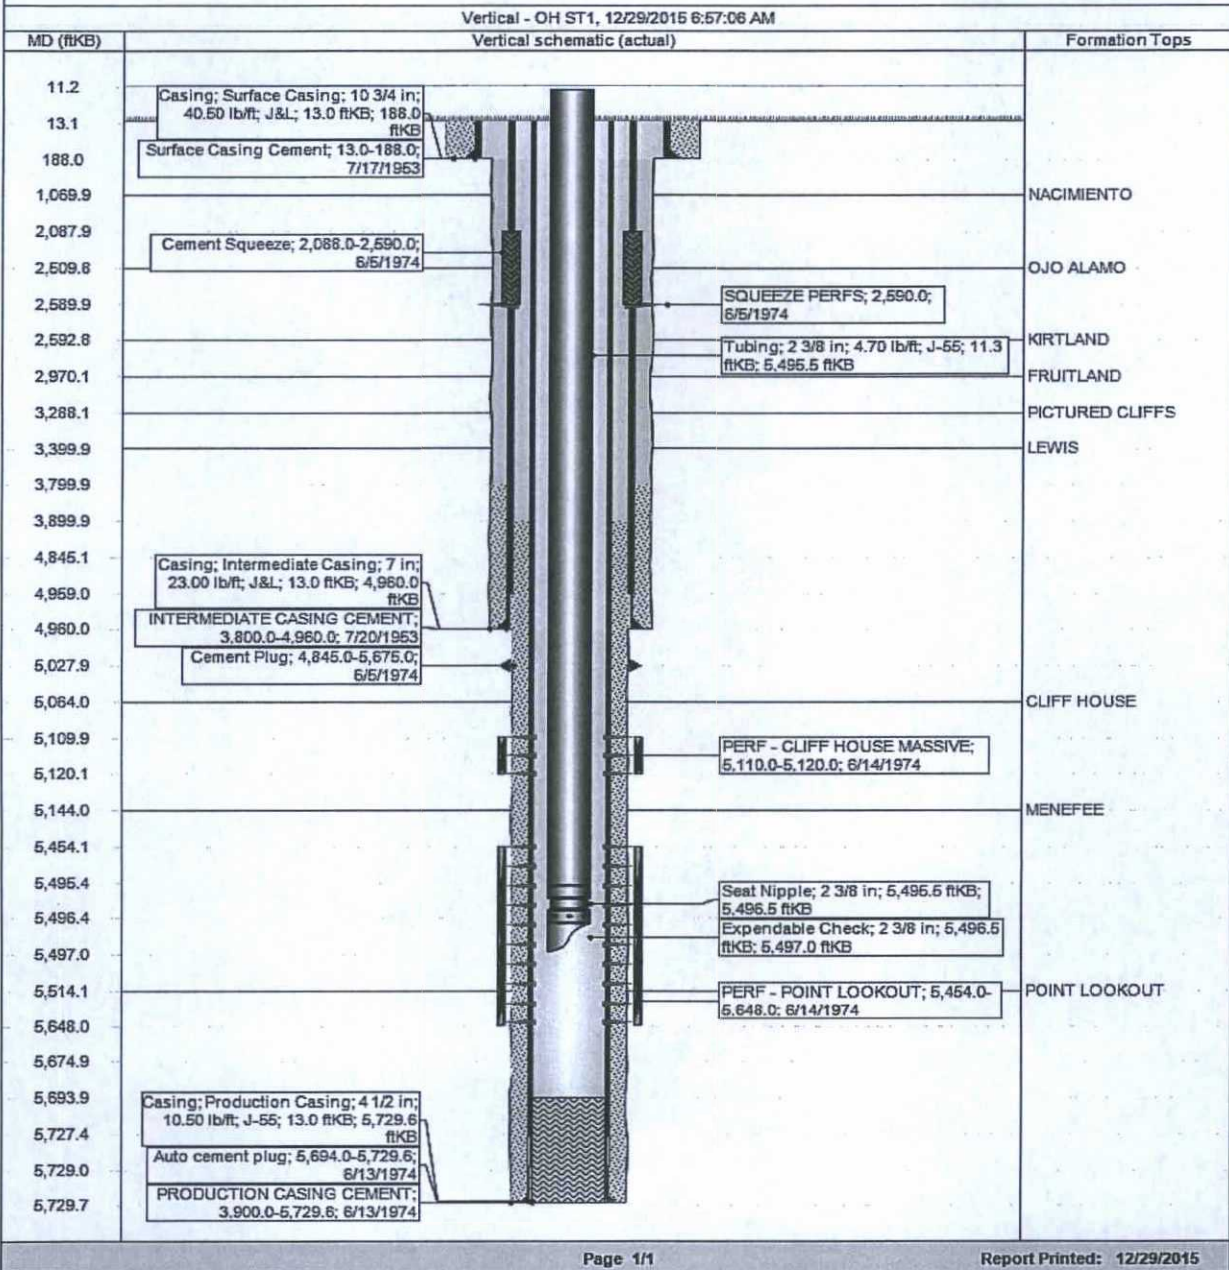 Vertical - OH ST1, 12/29/2015 6:57:06 AM
MD (ftKB)
Vertical schematic (actual)
Formation Tops
11.2
13.1
188.0
1,069.9
2,087.9
2,509.8
2,589.9
2,592.8
2,970.1
3,288.1
3,399.9
3,799.9
3,899.9
4,845.1
4,959.0
4,960.0
5,027.9
5,064.0
5,109.9
5,120.1
5,144.0
5,454.1
5,495.4
5,496.4
5,497.0
5,514.1
5,648.0
5,674.9
5,693.9
5,727.4
5,729.0
5,729.7
Casing; Surface Casing; 10 3/4 in;
40.50 lb/ft; J&L; 13.0 ftKB; 188.0
ftKB
Surface Casing Cement; 13.0-188.0;
7/17/1953
Cement Squeeze; 2,088.0-2,590.0;
6/5/1974
Casing; Intermediate Casing; 7 in;
23.00 lb/ft; J&L; 13.0 ftKB; 4,960.0
ftKB
INTERMEDIATE CASING CEMENT;
3,800.0-4,960.0; 7/20/1953
Cement Plug; 4,845.0-5,675.0;
6/5/1974
Casing; Production Casing; 4 1/2 in;
10.50 lb/ft; J-55; 13.0 ftKB; 5,729.6
ftKB
Auto cement plug; 5,694.0-5,729.6;
6/13/1974
PRODUCTION CASING CEMENT;
3,900.0-5,729.6; 6/13/1974
SQUEEZE PERFS; 2,590.0;
6/5/1974
Tubing; 2 3/8 in; 4.70 lb/ft; J-55; 11.3
ftKB; 5,495.5 ftKB
PERF - CLIFF HOUSE MASSIVE;
5,110.0-5,120.0; 6/14/1974
Seat Nipple; 2 3/8 in; 5,495.5 ftKB;
5,496.5 ftKB
Expendable Check; 2 3/8 in; 5,496.5
ftKB; 5,497.0 ftKB
PERF - POINT LOOKOUT; 5,454.0-
5,648.0; 6/14/1974
NACIMIENTO
OJO ALAMO
KIRTLAND
FRUITLAND
PICTURED CLIFFS
LEWIS
CLIFF HOUSE
MENEFEE
POINT LOOKOUT
Page 1/1
Report Printed: 12/29/2015